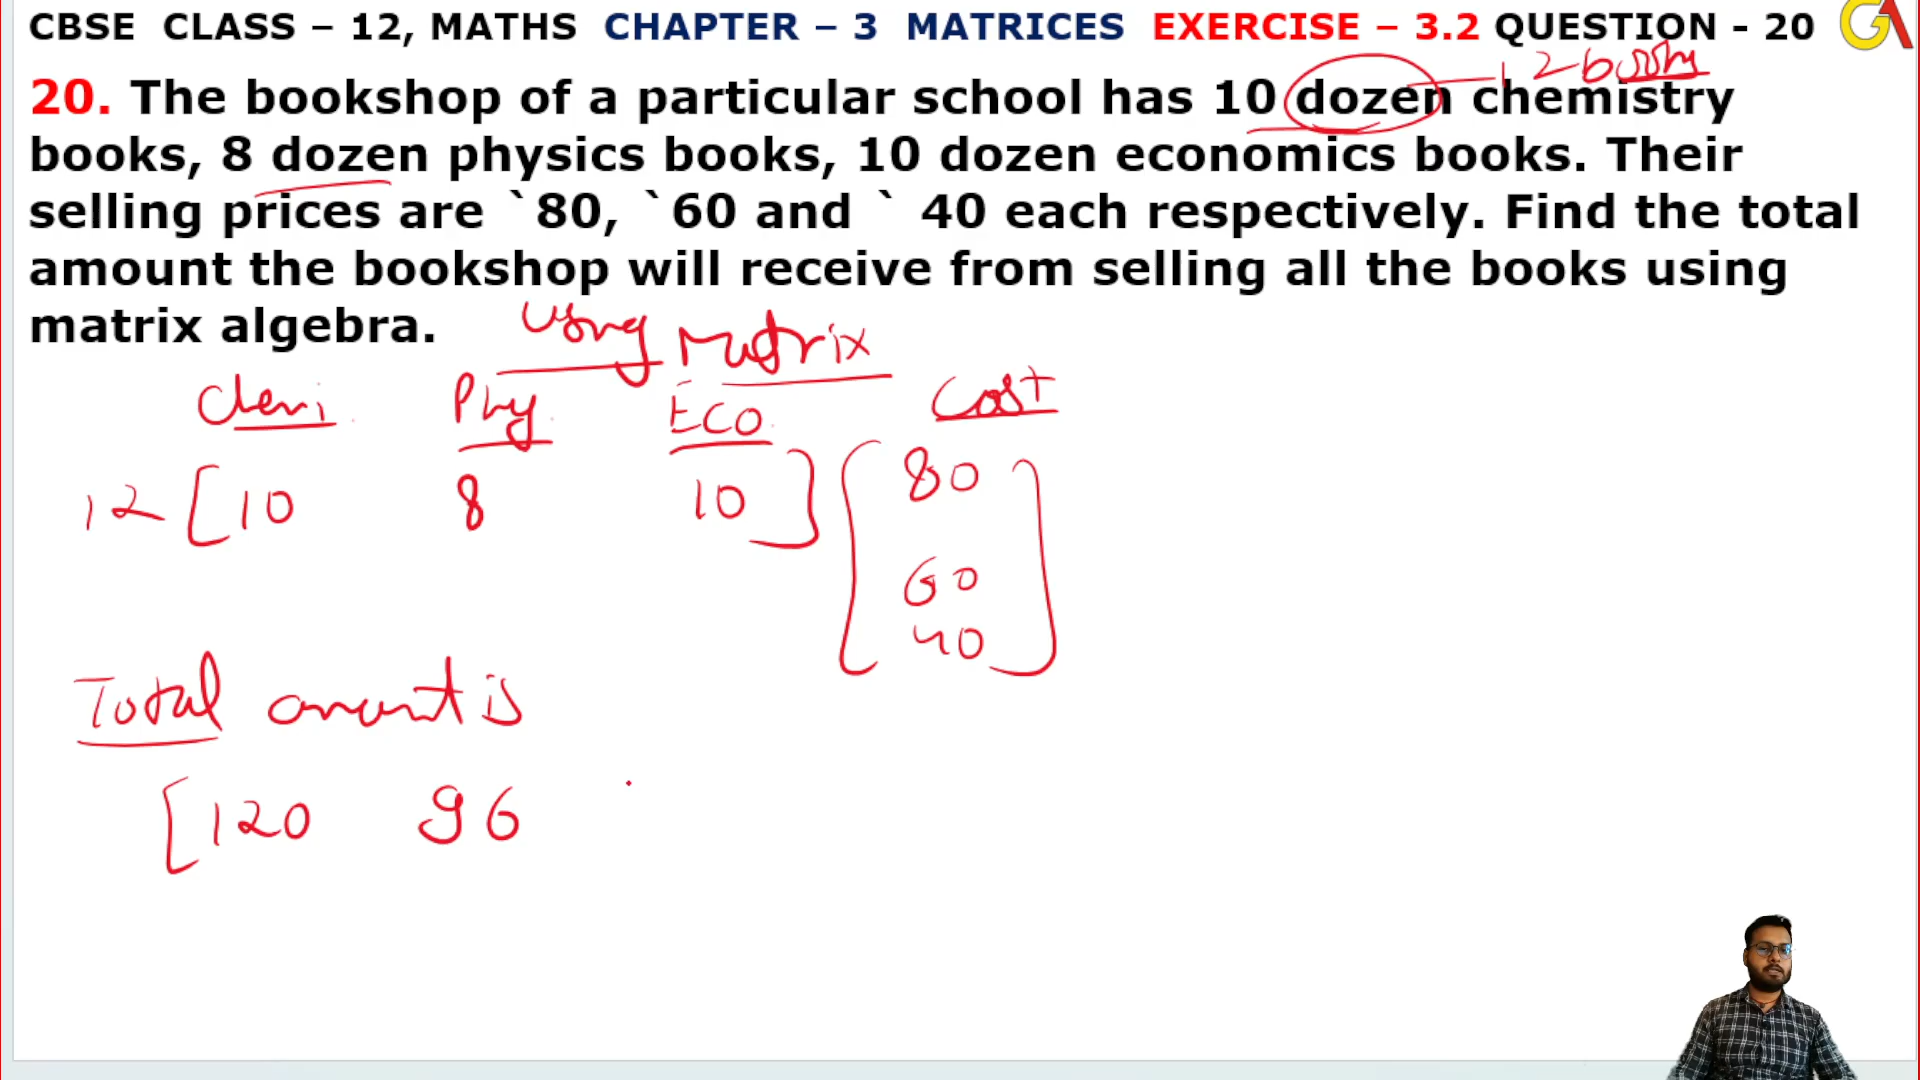 CBSE CLASS – 12, MATHS CHAPTER – 3 MATRICES EXERCISE – 3.2 QUESTION - 20
GA
12 books
20. The bookshop of a particular school has 10 dozen chemistry
books, 8 dozen physics books, 10 dozen economics books. Their
selling prices are `80, `60 and ` 40 each respectively. Find the total
amount the bookshop will receive from selling all the books using
matrix algebra.
Using Matrix
Chemi Phy ECO Cost
12 [10 8 10] [80
60
40]
Total amount is
[120 96